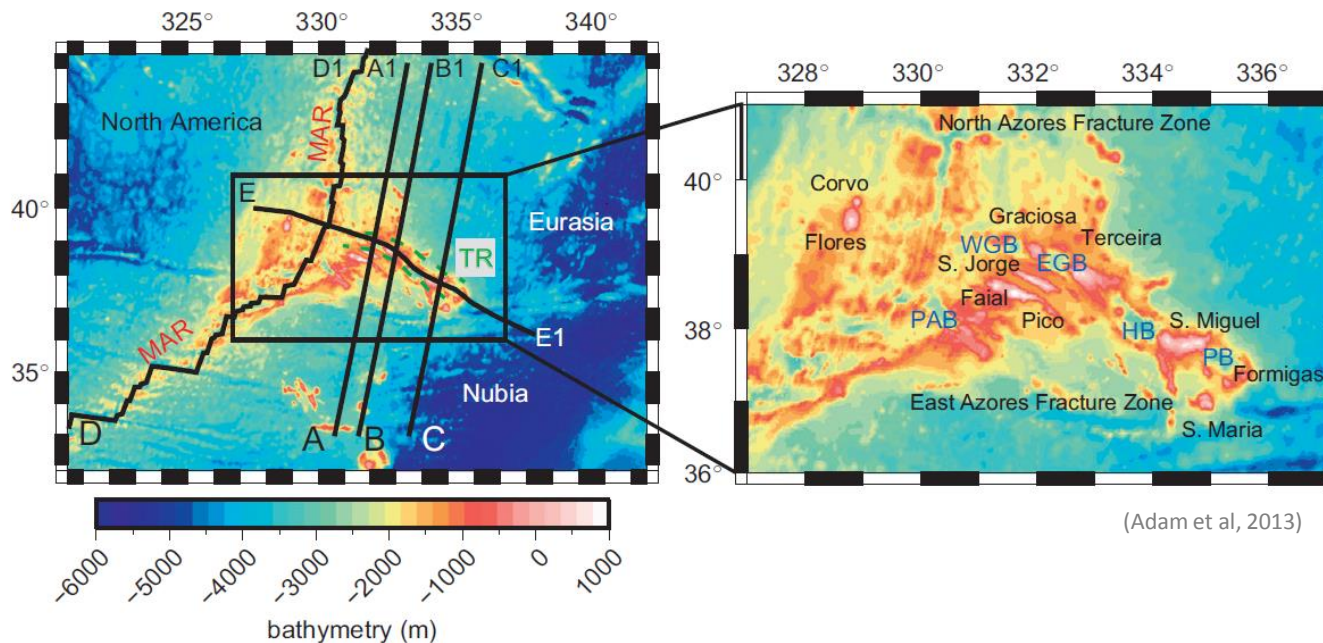 325° 330° 335° 340°
D1 A1 B1 C1
North America
MAR
E
40°
Eurasia
TR
MAR
E1
35°
Nubia
D
A B C
-6000 -5000 -4000 -3000 -2000 -1000 0 1000
bathymetry (m)
328° 330° 332° 334° 336°
North Azores Fracture Zone
40°
Corvo
Graciosa
Flores
WGB
Terceira
S. Jorge
EGB
Faial
38°
PAB
Pico
HB
S. Miguel
PB
Formigas
East Azores Fracture Zone
S. Maria
36°
(Adam et al, 2013)